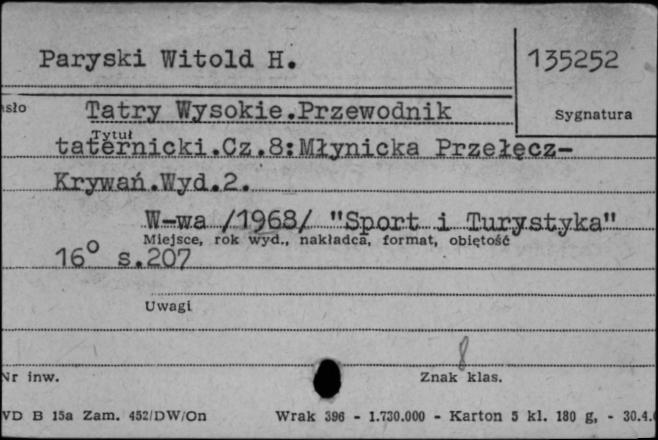 Paryski Witold H.
135252
Sygnatura
Tatry Wysokie.Przewodnik
Tytuł
taternicki.Cz.8:Młynicka Przełęcz-
Krywań.Wyd.2.
W-wa /1968/ "Sport i Turystyka"
Miejsce, rok wyd., nakładca, format, objętość
16° s.207
Uwagi
8
Nr inw.
Znak klas.
VD B 15a Zam. 452/DW/On Wrak 396 - 1.730.000 - Karton 5 kl. 180 g, - 30.4.